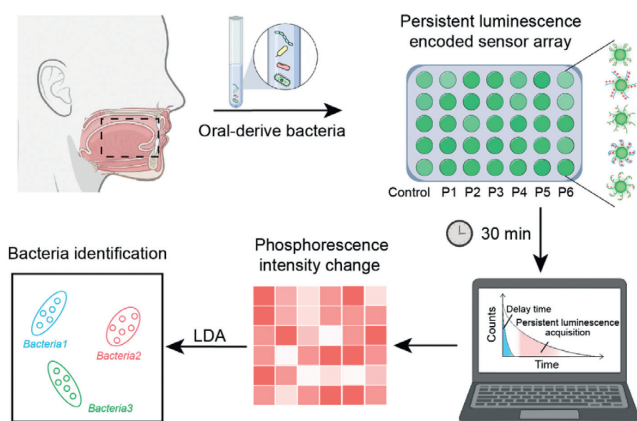 Persistent luminescence
encoded sensor array
Oral-derive bacteria
Control P1 P2 P3 P4 P5 P6
30 min
Bacteria identification
Phosphorescence
intensity change
LDA
Bacteria1
Bacteria2
Bacteria3
Delay time
Persistent luminescence
acquisition
Counts
Time